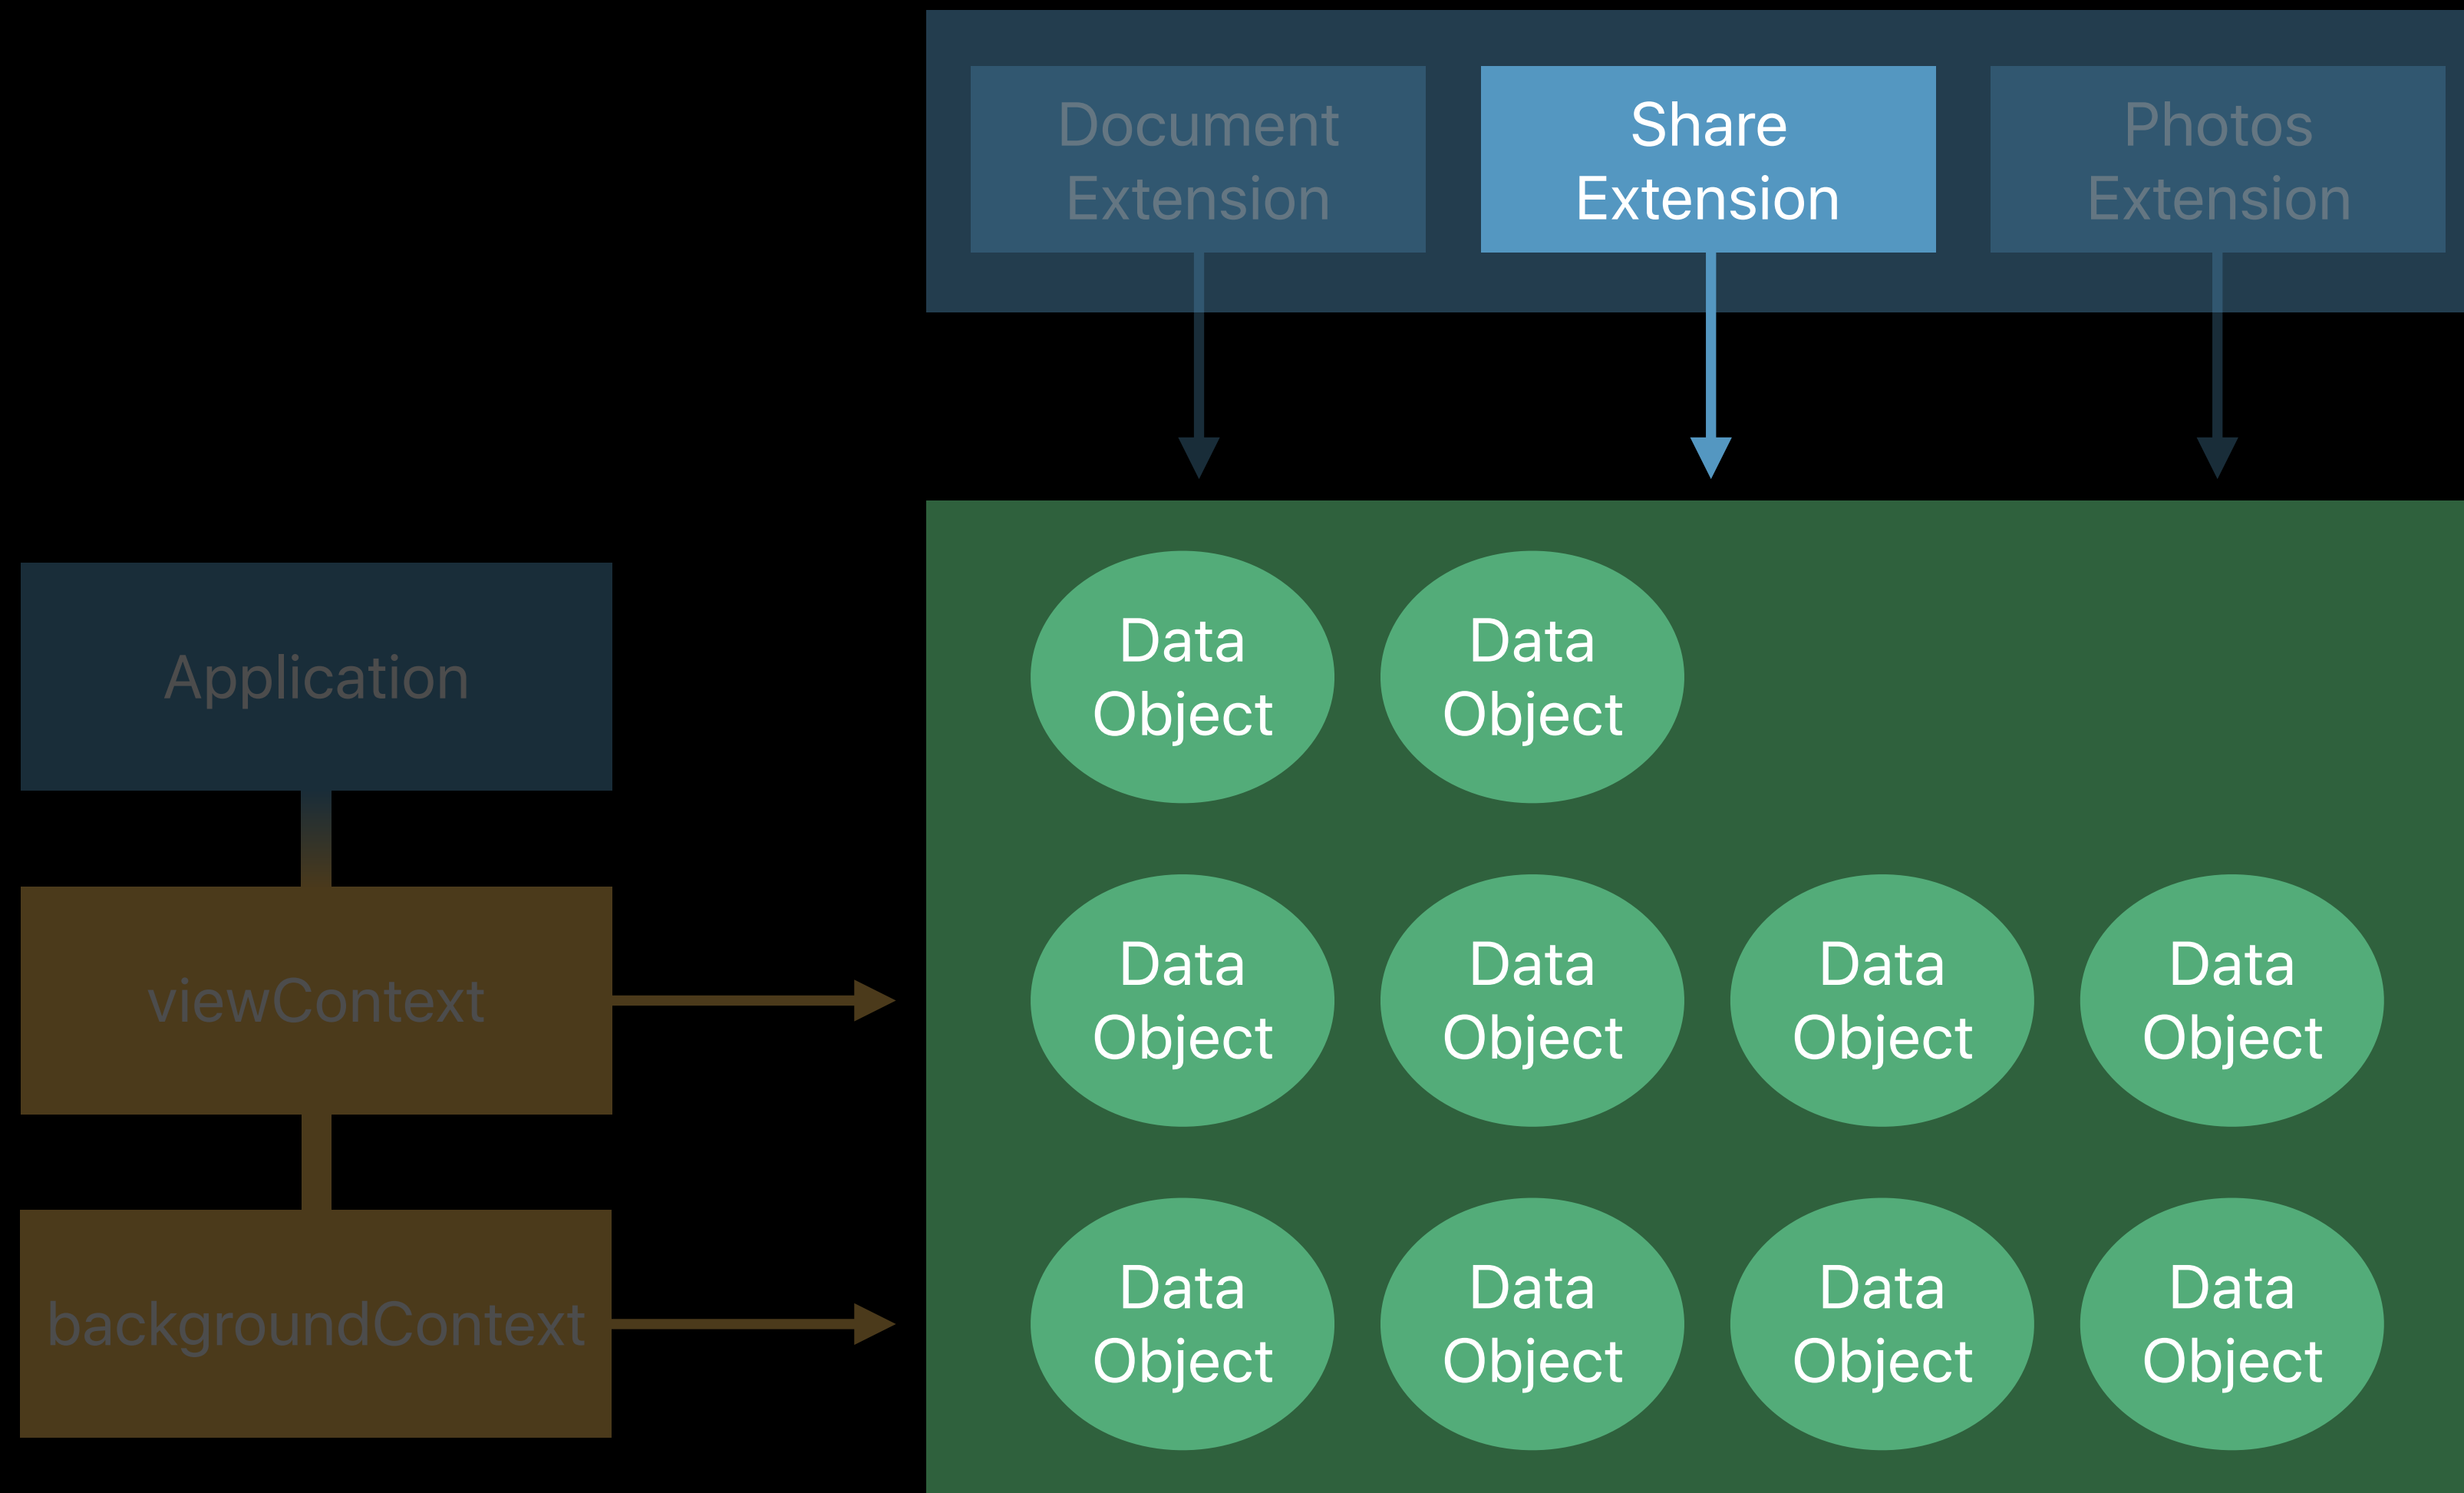 Document
Extension
Share
Extension
Photos
Extension
Application
viewContext
backgroundContext
Data
Object
Data
Object
Data
Object
Data
Object
Data
Object
Data
Object
Data
Object
Data
Object
Data
Object
Data
Object